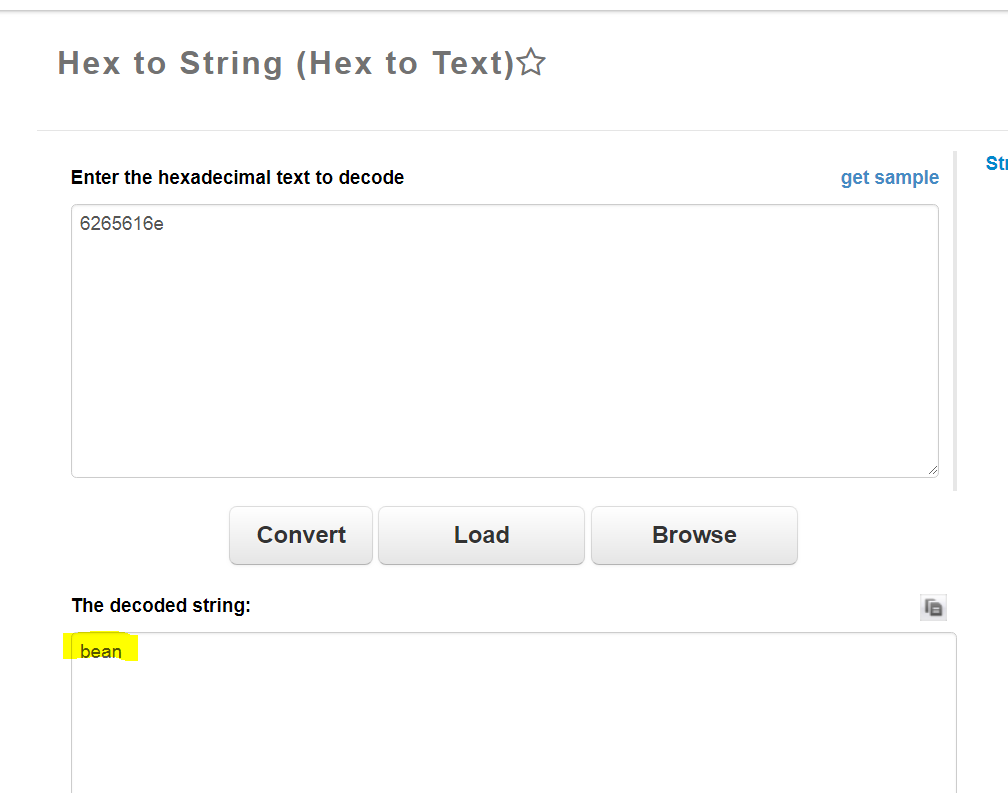 Hex to String (Hex to Text)☆
Enter the hexadecimal text to decode
get sample
6265616e
Convert
Load
Browse
The decoded string:
bean